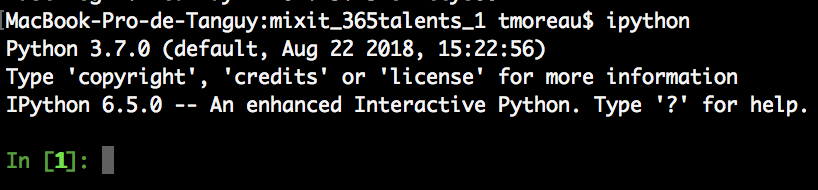 MacBook-Pro-de-Tanguy:mixit_365talents_1 tmoreau$ ipython
Python 3.7.0 (default, Aug 22 2018, 15:22:56)
Type 'copyright', 'credits' or 'license' for more information
IPython 6.5.0 -- An enhanced Interactive Python. Type '?' for help.
In [1]: